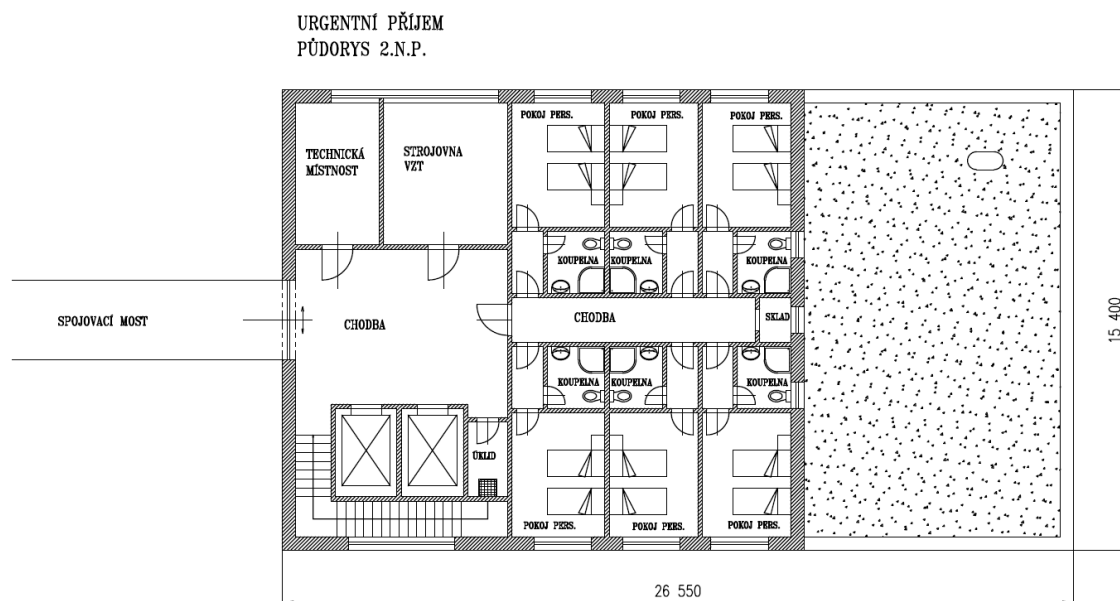 URGENTNÍ PŘÍJEM
PŮDORYS 2.N.P.
POKOJ PERS.
POKOJ PERS.
POKOJ PERS.
TECHNICKÁ
MÍSTNOST
STROJOVNA
VZT
KOUPELNA
KOUPELNA
KOUPELNA
SPOJOVACÍ MOST
CHODBA
CHODBA
SKLAD
15 400
KOUPELNA
KOUPELNA
KOUPELNA
ÚKLID
POKOJ PERS.
POKOJ PERS.
POKOJ PERS.
26 550